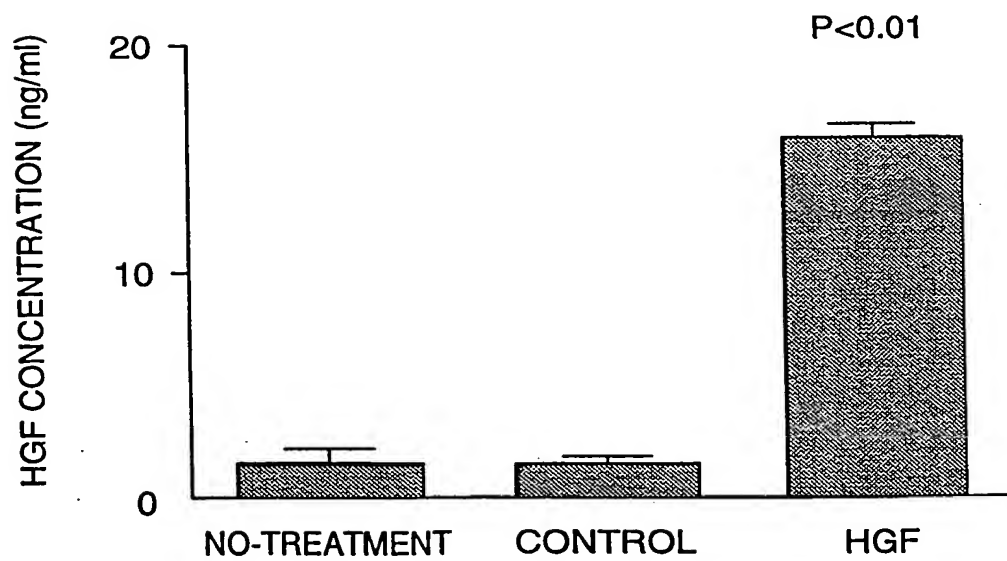 P<0.01
HGF CONCENTRATION (ng/ml)
20
10
0
NO-TREATMENT CONTROL HGF